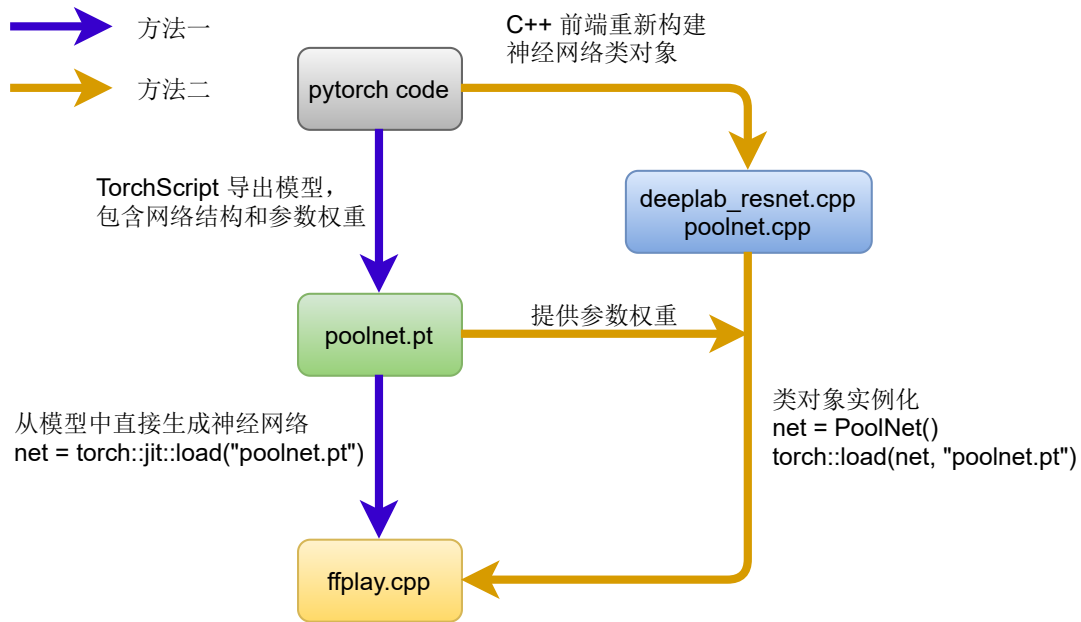 方法一
方法二
C++ 前端重新构建
神经网络类对象
pytorch code
TorchScript 导出模型，
包含网络结构和参数权重
deeplab_resnet.cpp
poolnet.cpp
poolnet.pt
提供参数权重
从模型中直接生成神经网络
net = torch::jit::load("poolnet.pt")
类对象实例化
net = PoolNet()
torch::load(net, "poolnet.pt")
ffplay.cpp